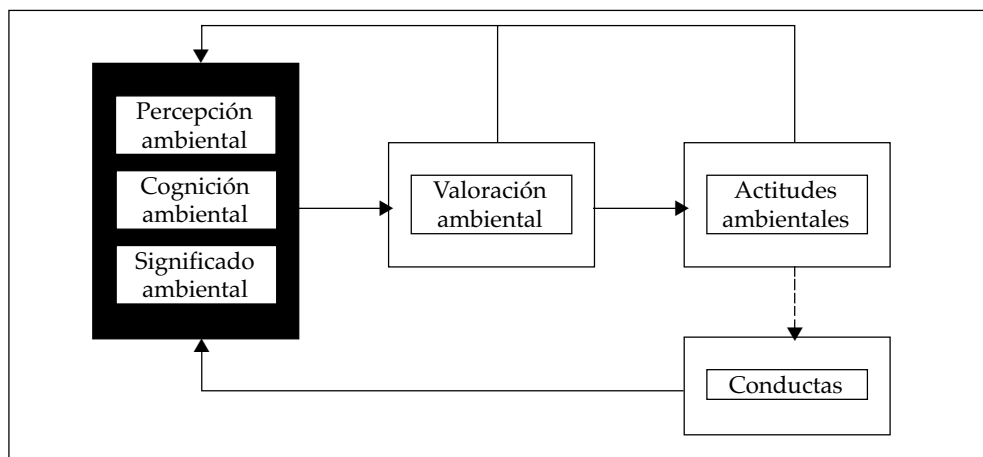 Percepción
ambiental
Cognición
ambiental
Significado
ambiental
Valoración
ambiental
Actitudes
ambientales
Conductas